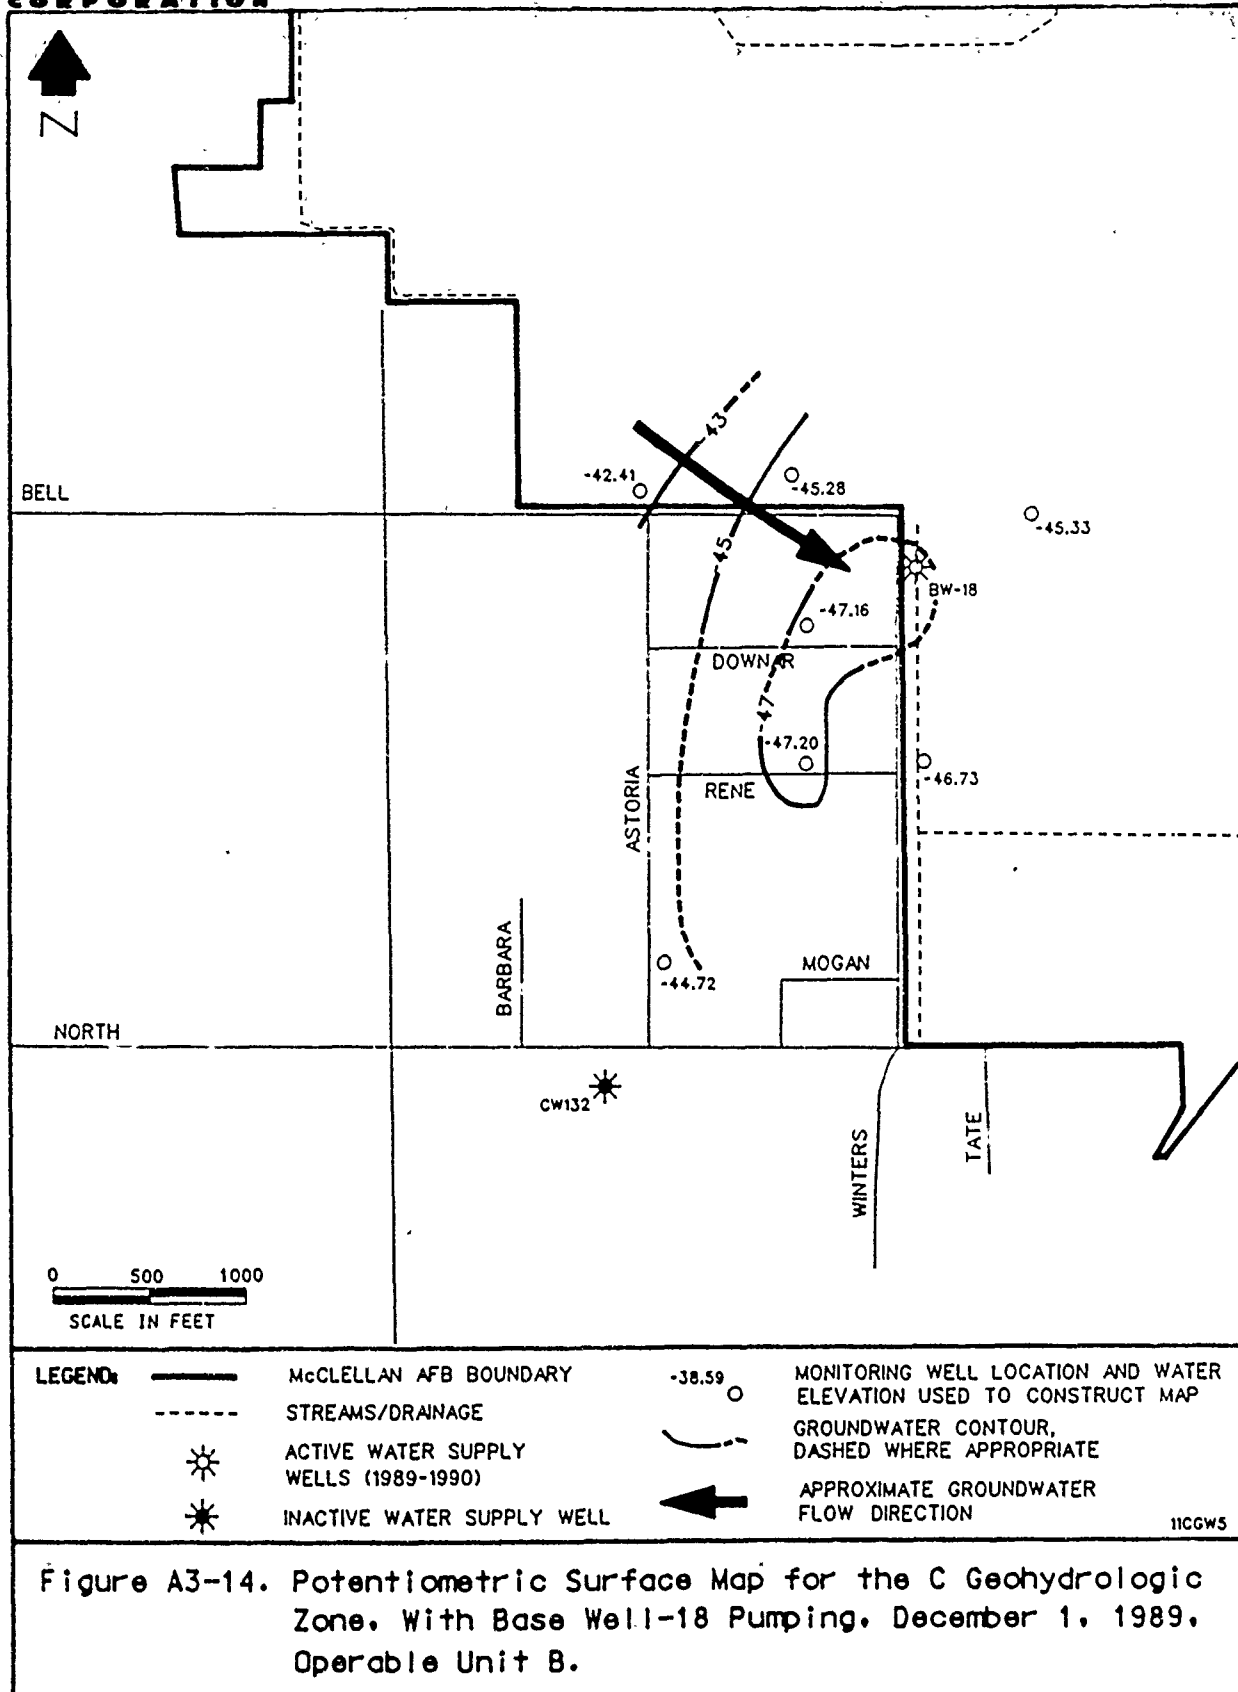 CORPORATION
N
-43
-42.41
-45.28
BELL
-45.33
-45
BW-18
-47.16
DOWNAR
-47
-47.20
-46.73
RENE
ASTORIA
BARBARA
MOGAN
-44.72
NORTH
CW132
WINTERS
TATE
0 500 1000
SCALE IN FEET
LEGEND:
McCLELLAN AFB BOUNDARY
STREAMS/DRAINAGE
ACTIVE WATER SUPPLY
WELLS (1989-1990)
INACTIVE WATER SUPPLY WELL
-38.59
MONITORING WELL LOCATION AND WATER
ELEVATION USED TO CONSTRUCT MAP
GROUNDWATER CONTOUR,
DASHED WHERE APPROPRIATE
APPROXIMATE GROUNDWATER
FLOW DIRECTION
11CGW5
Figure A3-14. Potentiometric Surface Map for the C Geohydrologic
Zone, With Base Well-18 Pumping, December 1, 1989,
Operable Unit B.